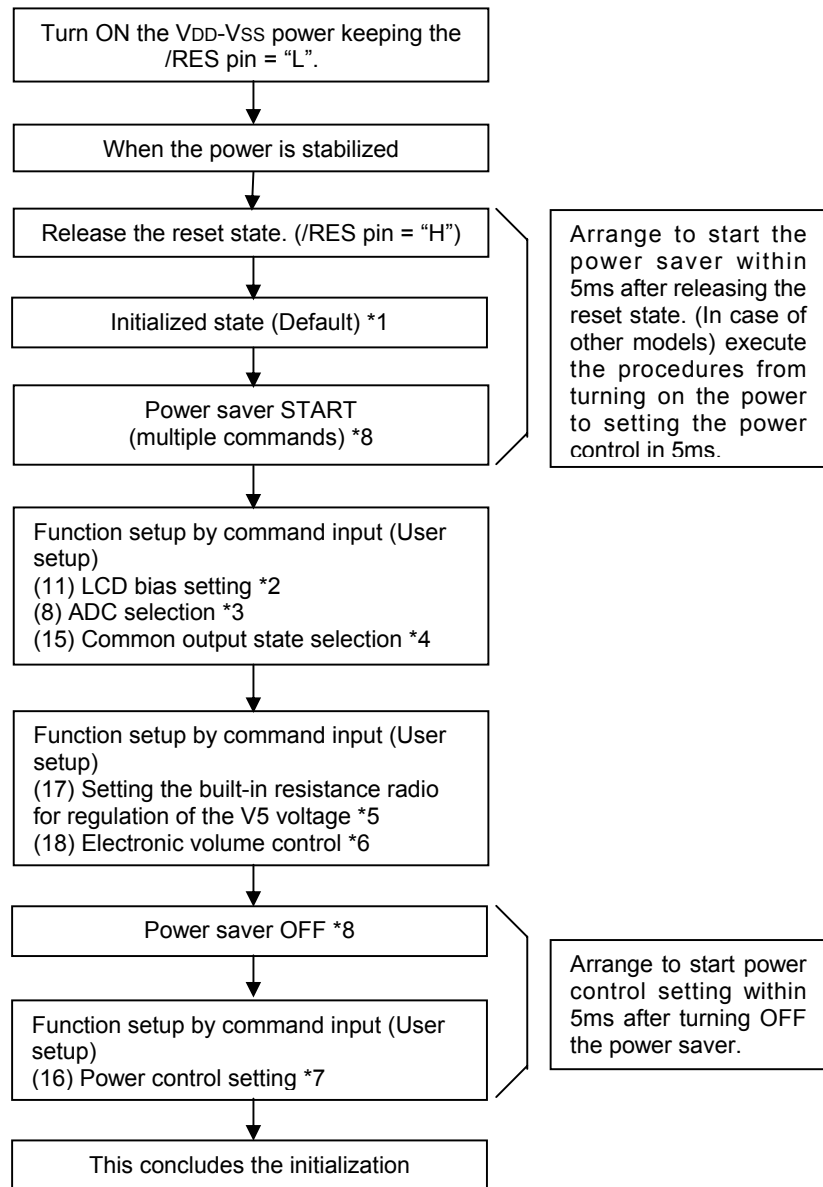 Turn ON the VDD-VSS power keeping the
/RES pin = “L”.
When the power is stabilized
Release the reset state. (/RES pin = “H”)
Initialized state (Default) *1
Power saver START
(multiple commands) *8
Arrange to start the
power saver within
5ms after releasing the
reset state. (In case of
other models) execute
the procedures from
turning on the power
to setting the power
control in 5ms.
Function setup by command input (User
setup)
(11) LCD bias setting *2
(8) ADC selection *3
(15) Common output state selection *4
Function setup by command input (User
setup)
(17) Setting the built-in resistance radio
for regulation of the V5 voltage *5
(18) Electronic volume control *6
Power saver OFF *8
Function setup by command input (User
setup)
(16) Power control setting *7
Arrange to start power
control setting within
5ms after turning OFF
the power saver.
This concludes the initialization